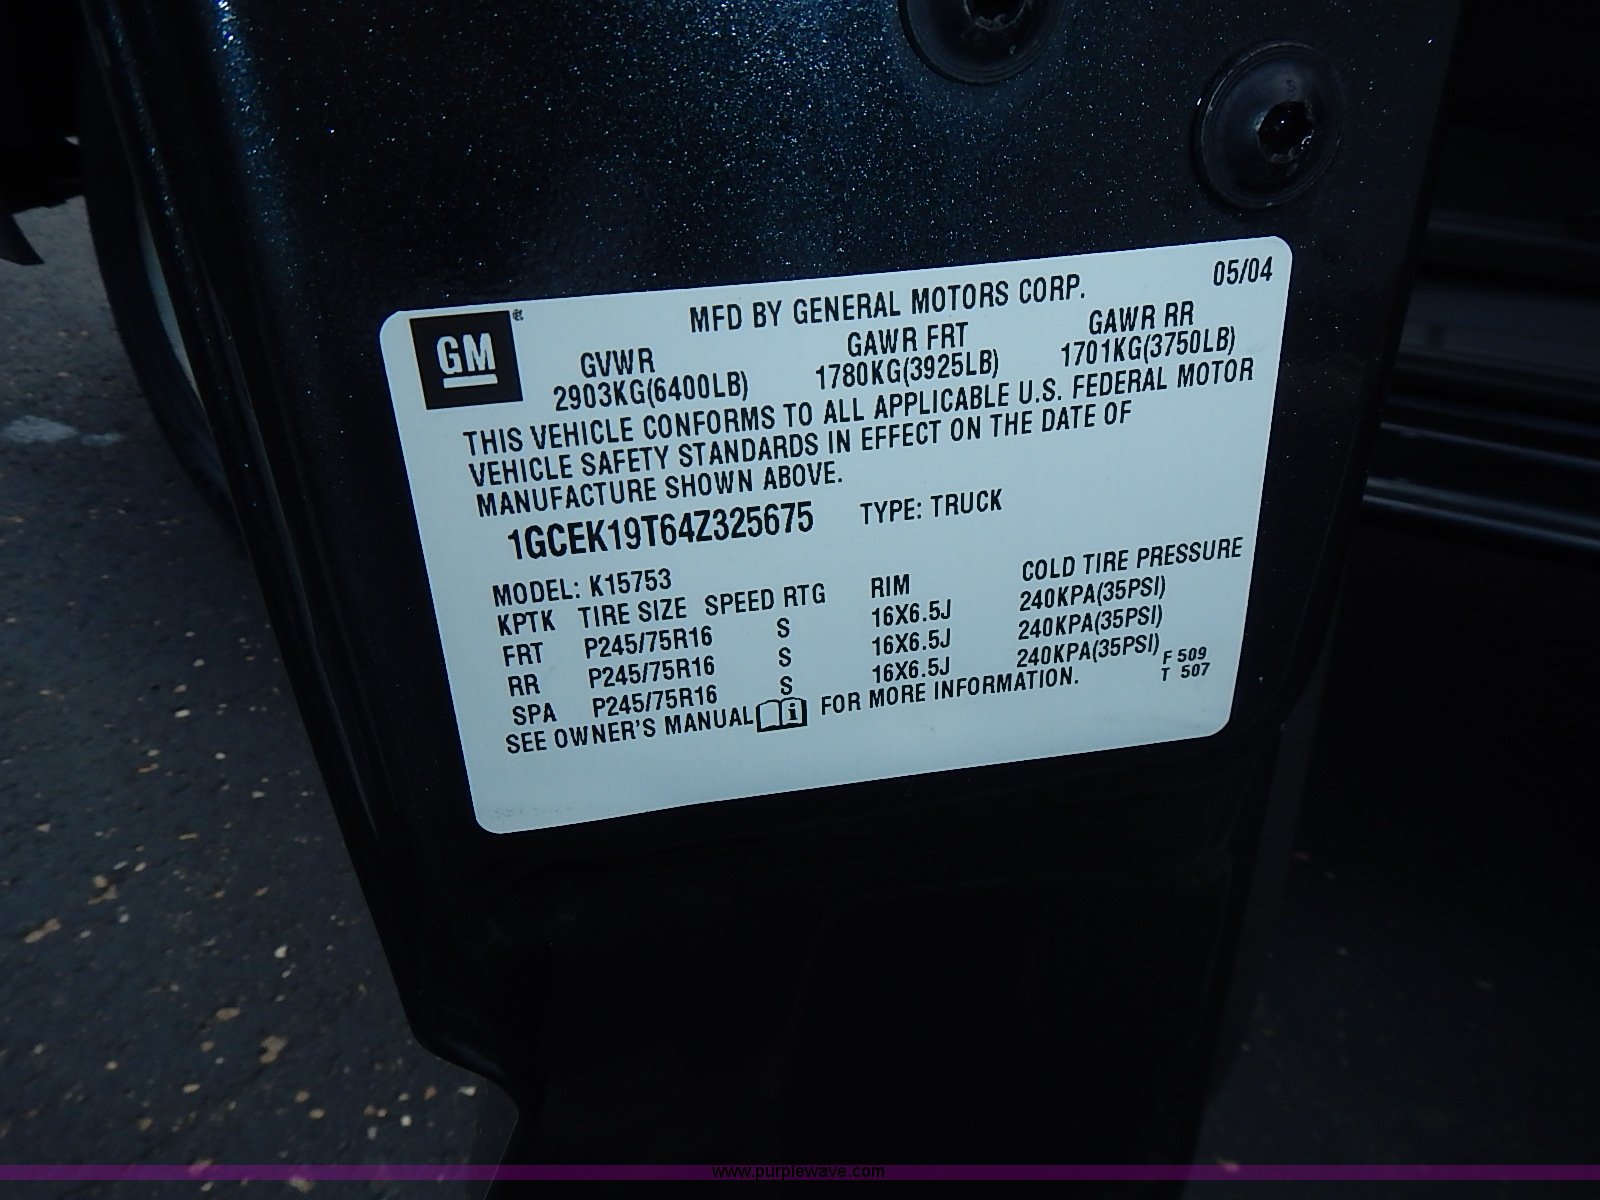 GM
MFD BY GENERAL MOTORS CORP. 05/04
GVWR GAWR FRT GAWR RR
2903KG(6400LB) 1780KG(3925LB) 1701KG(3750LB)
THIS VEHICLE CONFORMS TO ALL APPLICABLE U.S. FEDERAL MOTOR
VEHICLE SAFETY STANDARDS IN EFFECT ON THE DATE OF
MANUFACTURE SHOWN ABOVE.
1GCEK19T64Z325675 TYPE: TRUCK
MODEL: K15753
KPTK TIRE SIZE SPEED RTG RIM COLD TIRE PRESSURE
FRT P245/75R16 S 16X6.5J 240KPA(35PSI)
RR P245/75R16 S 16X6.5J 240KPA(35PSI)
SPA P245/75R16 S 16X6.5J 240KPA(35PSI)
SEE OWNER'S MANUAL i FOR MORE INFORMATION.
F 509
T 507
www.purplewave.com